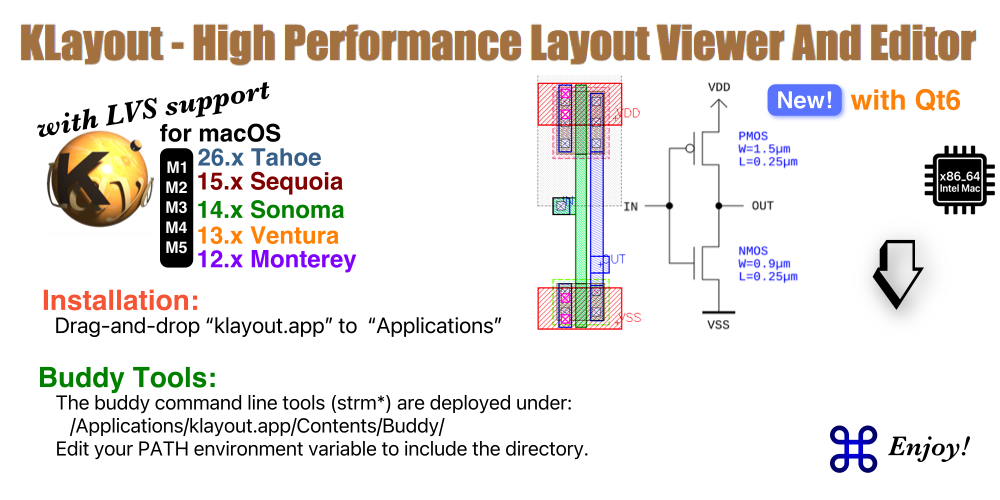 KLayout - High Performance Layout Viewer And Editor
with LVS support
for macOS
M1
M2
M3
M4
M5
26.x Tahoe
15.x Sequoia
14.x Sonoma
13.x Ventura
12.x Monterey
Installation:
Drag-and-drop “klayout.app” to “Applications”
VDD
VSS
VDD
PMOS
W=1.5µm
L=0.25µm
IN
OUT
NMOS
W=0.9µm
L=0.25µm
VSS
New! with Qt6
x86_64
Intel Mac
Buddy Tools:
The buddy command line tools (strm*) are deployed under:
/Applications/klayout.app/Contents/Buddy/
Edit your PATH environment variable to include the directory.
Enjoy!